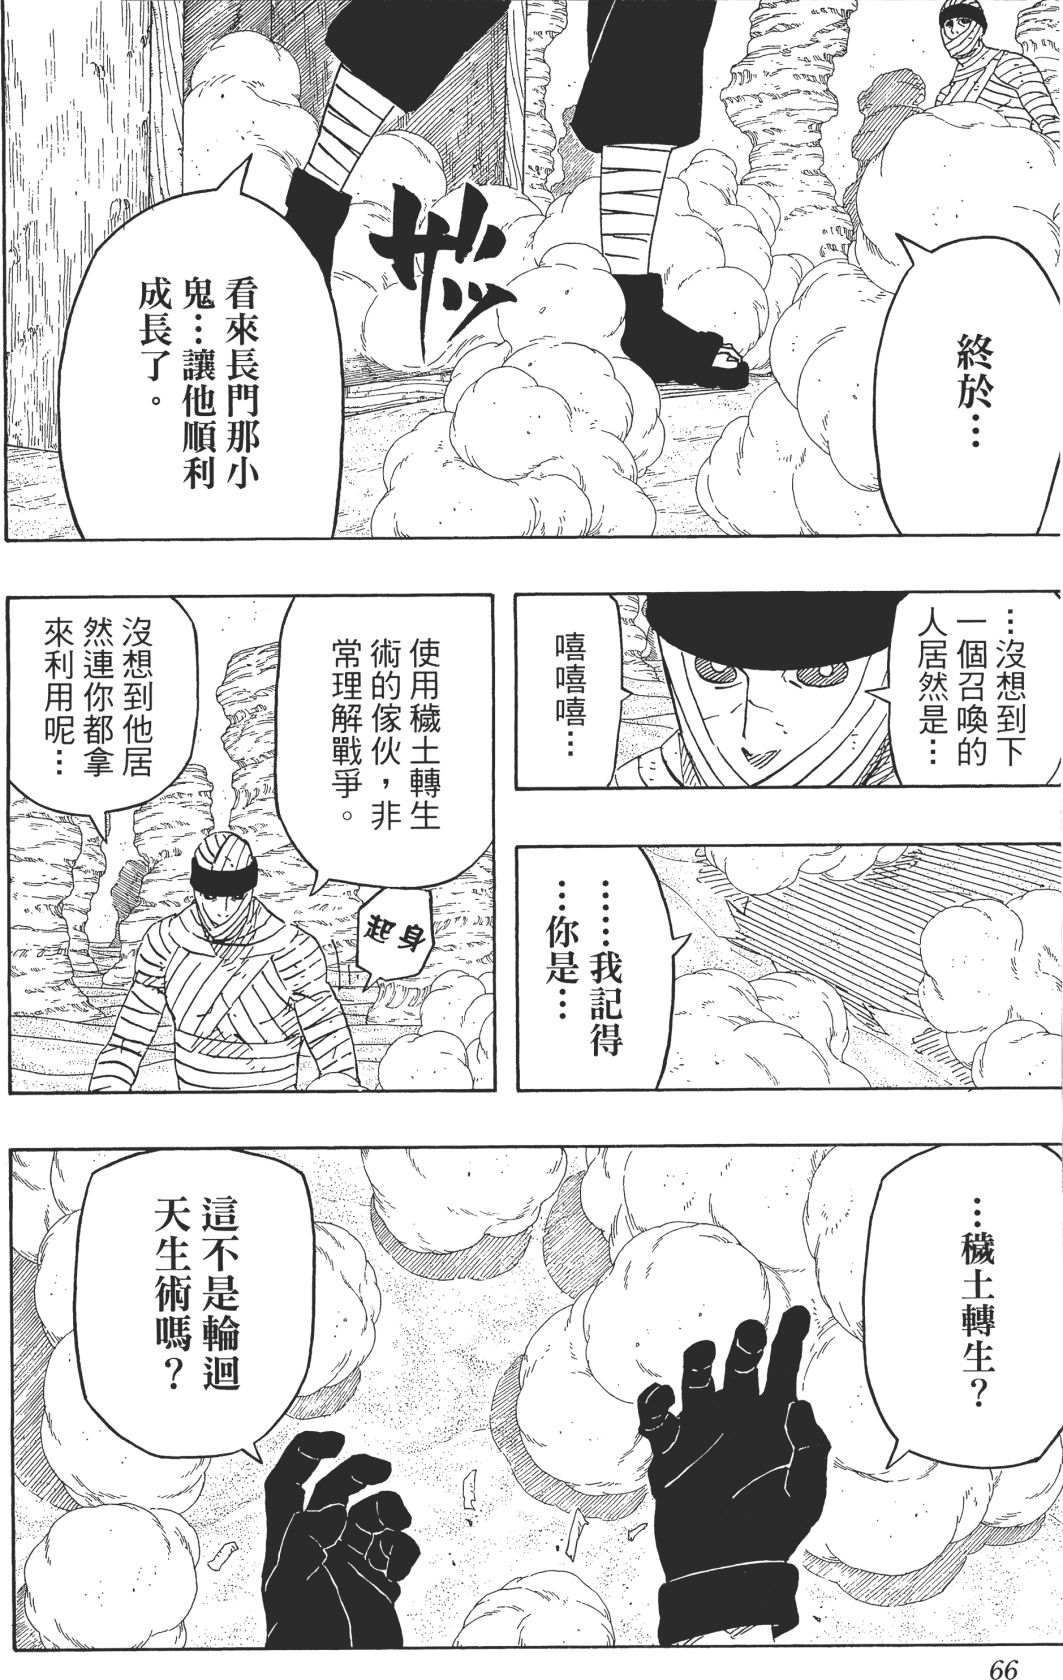 終於…
ザッ
看來長門那小
鬼…讓他順利
成長了。
…沒想到下
一個召喚的
人居然是…
嘻嘻嘻…
……我記得
…你是…
使用穢土轉生
術的傢伙，非
常理解戰爭。
沒想到他居
然連你都拿
來利用呢…
起身
…穢土轉生？
這不是輪迴
天生術嗎？
66